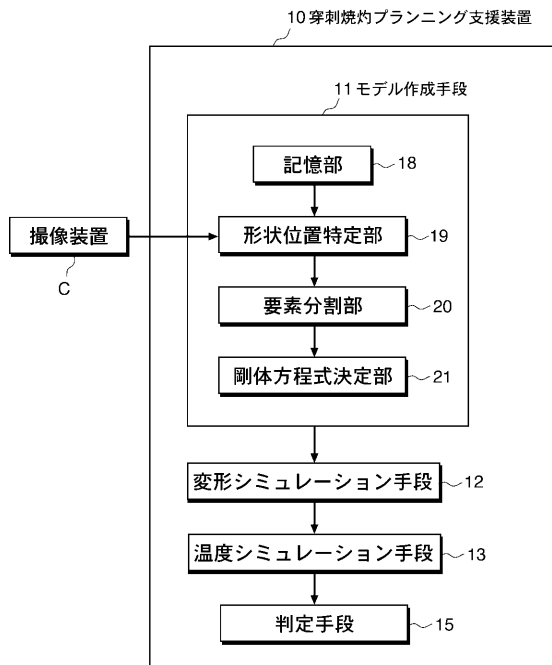 10 穿刺焼灼プランニング支援装置
11 モデル作成手段
記憶部
18
撮像装置
C
形状位置特定部
19
要素分割部
20
剛体方程式決定部
21
変形シミュレーション手段
12
温度シミュレーション手段
13
判定手段
15